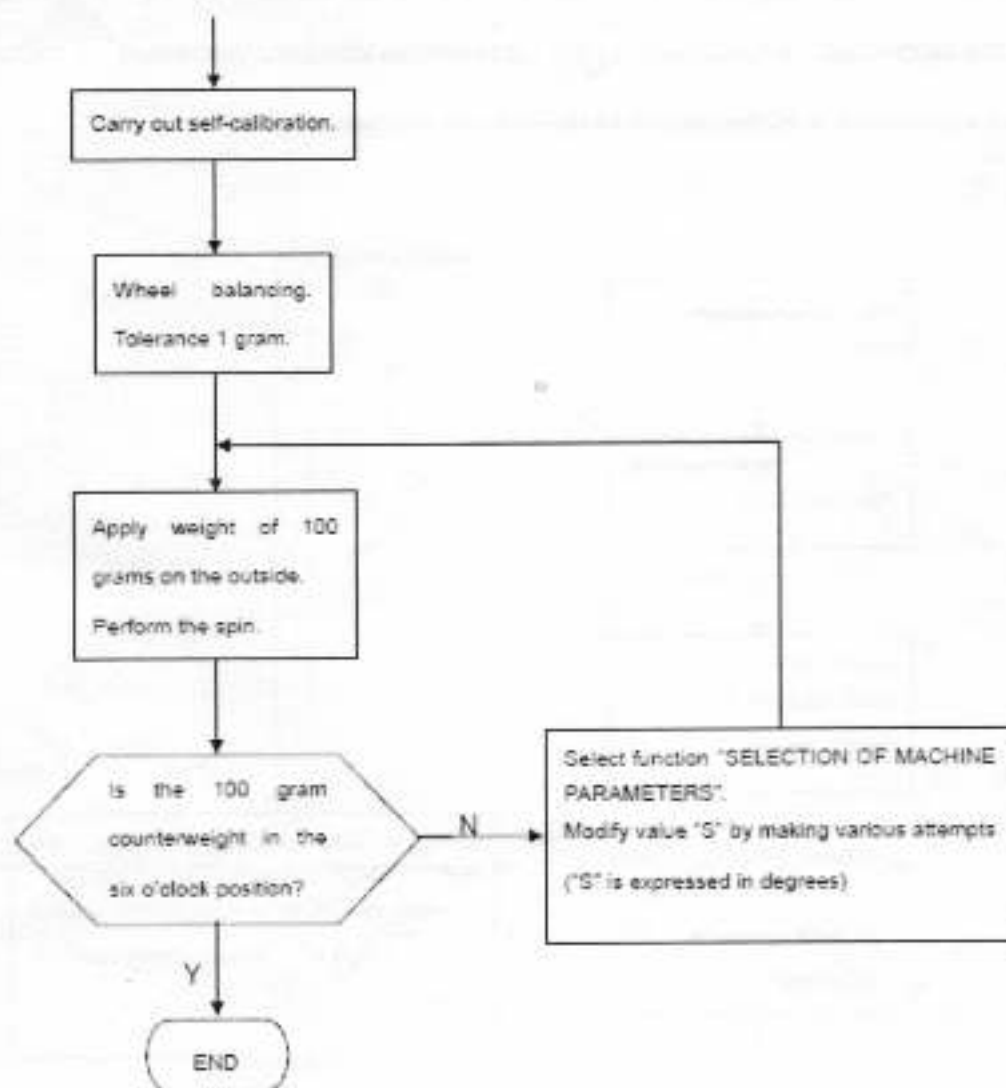 Carry out self-calibration.
Wheel balancing.
Tolerance 1 gram.
Apply weight of 100
grams on the outside.
Perform the spin.
Is the 100 gram
counterweight in the
six o'clock position?
N
Select function "SELECTION OF MACHINE
PARAMETERS".
Modify value "S" by making various attempts
("S" is expressed in degrees)
Y
END